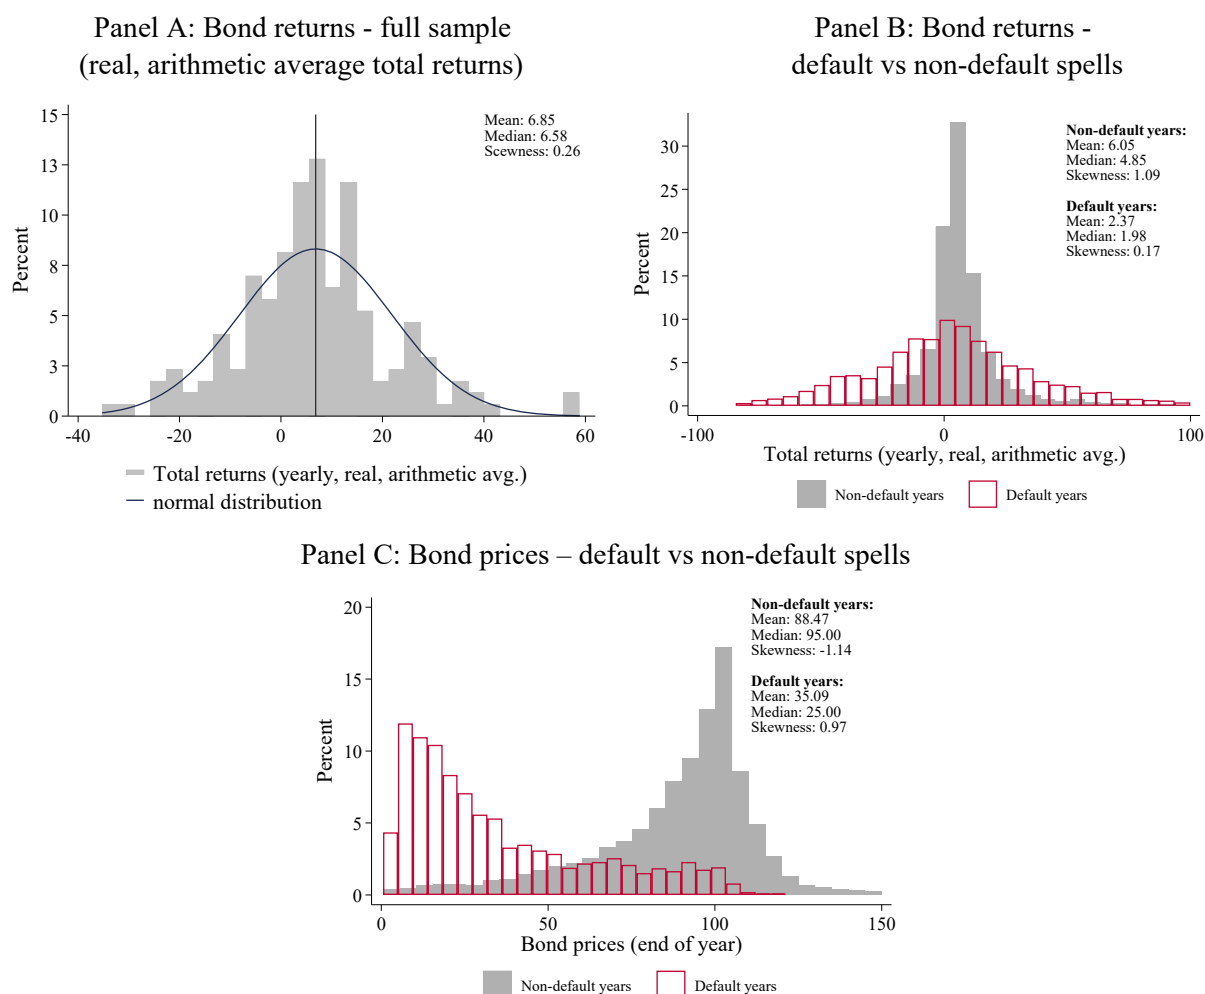 Panel A: Bond returns - full sample
(real, arithmetic average total returns)
15
13
10
8
5
3
0
Percent
Mean: 6.85
Median: 6.58
Scewness: 0.26
-40
-20
0
20
40
60
Total returns (yearly, real, arithmetic avg.)
normal distribution
Panel B: Bond returns -
default vs non-default spells
30
25
20
15
10
5
0
Percent
Non-default years:
Mean: 6.05
Median: 4.85
Skewness: 1.09
Default years:
Mean: 2.37
Median: 1.98
Skewness: 0.17
-100
0
100
Total returns (yearly, real, arithmetic avg.)
Non-default years
Default years
Panel C: Bond prices – default vs non-default spells
20
15
10
5
0
Percent
Non-default years:
Mean: 88.47
Median: 95.00
Skewness: -1.14
Default years:
Mean: 35.09
Median: 25.00
Skewness: 0.97
0
50
100
150
Bond prices (end of year)
Non-default years
Default years